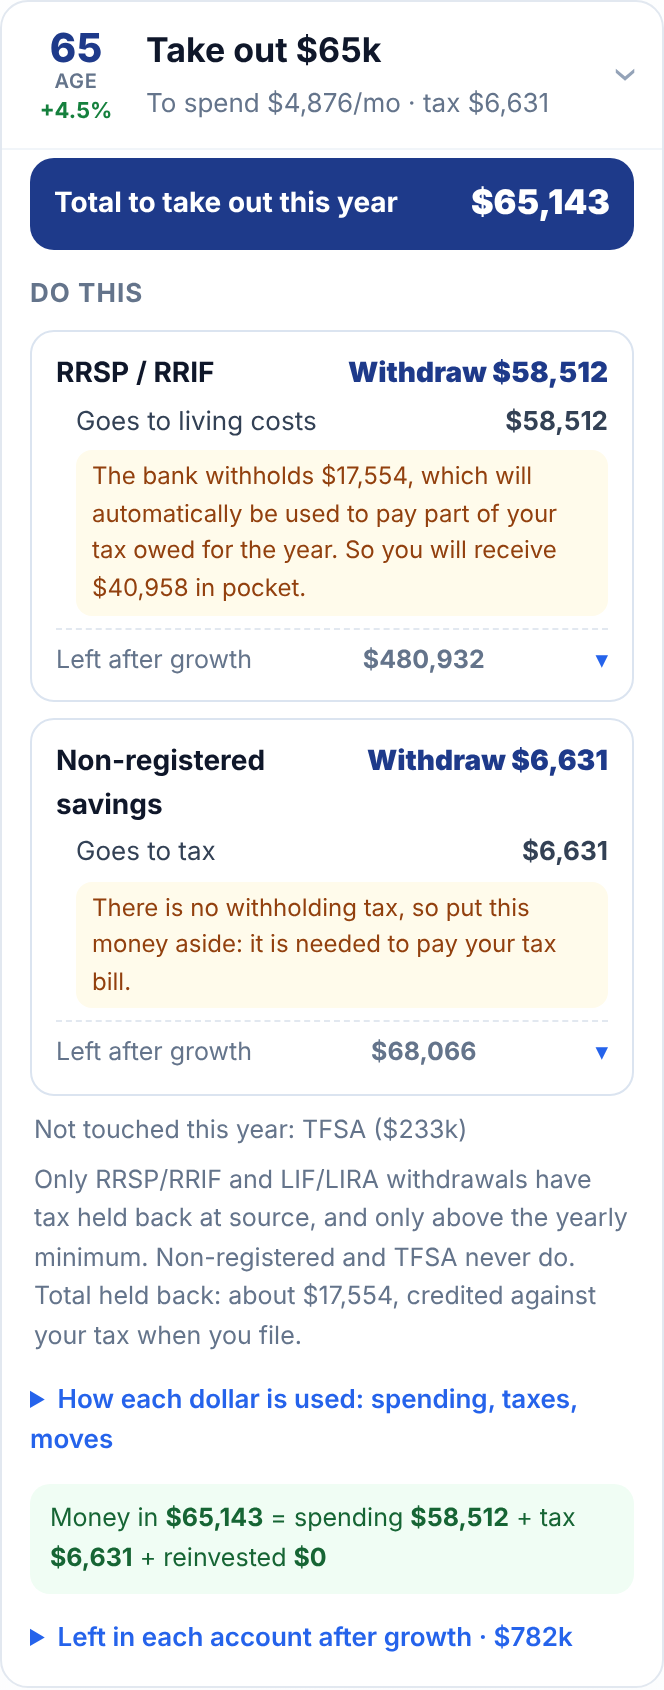 65
AGE
+4.5%
Take out $65k
To spend $4,876/mo · tax $6,631
Total to take out this year $65,143
DO THIS
RRSP / RRIF Withdraw $58,512
Goes to living costs $58,512
The bank withholds $17,554, which will
automatically be used to pay part of your
tax owed for the year. So you will receive
$40,958 in pocket.
Left after growth $480,932 ▼
Non-registered Withdraw $6,631
savings
Goes to tax $6,631
There is no withholding tax, so put this
money aside: it is needed to pay your tax
bill.
Left after growth $68,066 ▼
Not touched this year: TFSA ($233k)
Only RRSP/RRIF and LIF/LIRA withdrawals have
tax held back at source, and only above the yearly
minimum. Non-registered and TFSA never do.
Total held back: about $17,554, credited against
your tax when you file.
▶ How each dollar is used: spending, taxes,
moves
Money in $65,143 = spending $58,512 + tax
$6,631 + reinvested $0
▶ Left in each account after growth · $782k